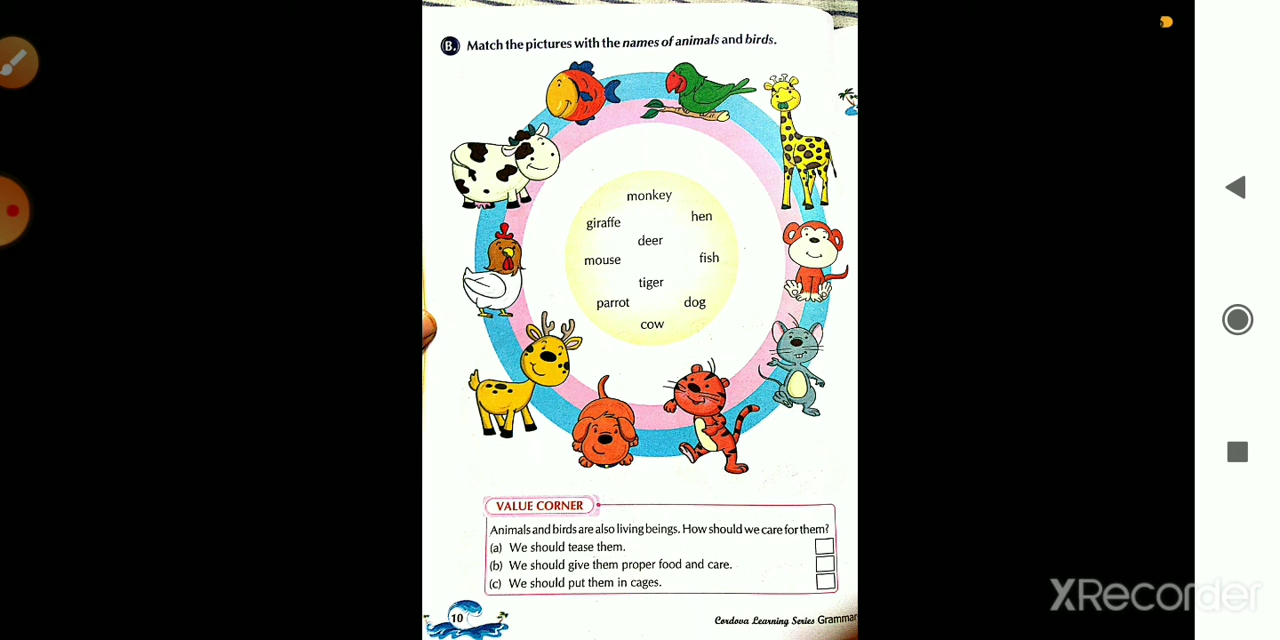 B. Match the pictures with the names of animals and birds.
monkey
giraffe
hen
deer
mouse
fish
tiger
parrot
dog
cow
VALUE CORNER
Animals and birds are also living beings. How should we care for them?
(a) We should tease them.
(b) We should give them proper food and care.
(c) We should put them in cages.
10
Cordova Learning Series Grammar
XRecorder